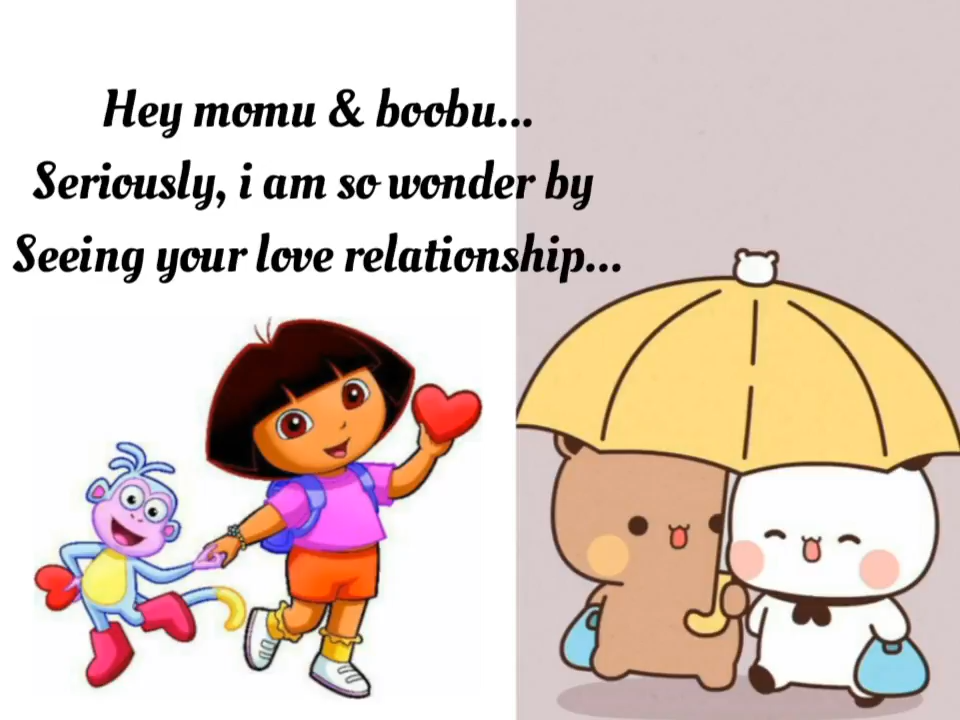 Hey momu & boobu...
Seriously, i am so wonder by
Seeing your love relationship...